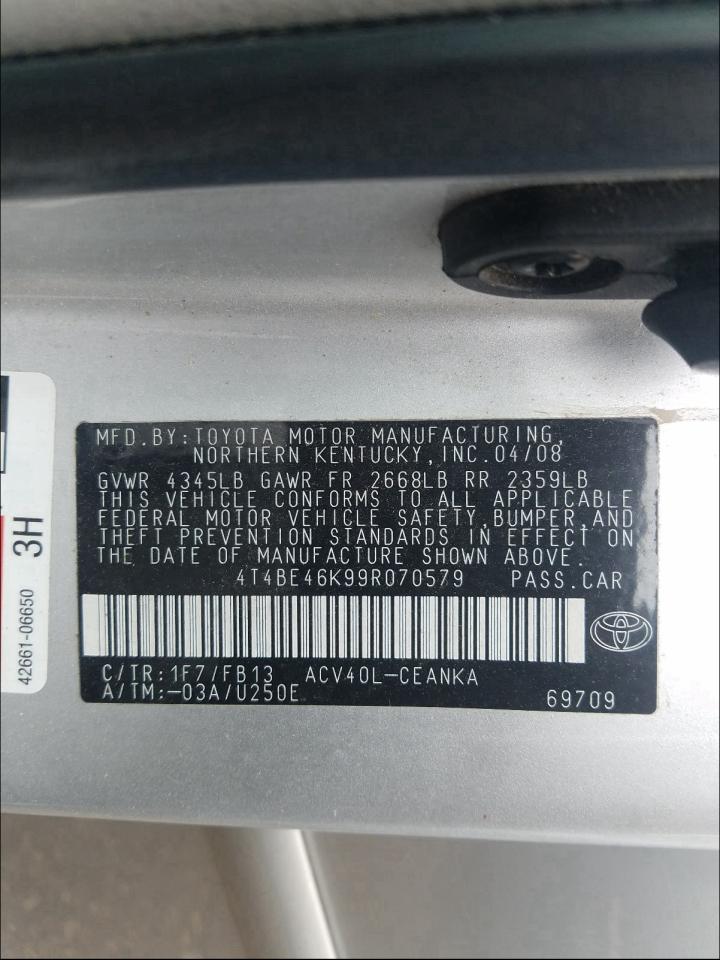 MFD.BY:TOYOTA MOTOR MANUFACTURING,
NORTHERN KENTUCKY,INC.04/08
GVWR 4345LB GAWR FR 2668LB RR 2359LB
THIS VEHICLE CONFORMS TO ALL APPLICABLE
FEDERAL MOTOR VEHICLE SAFETY,BUMPER,AND
THEFT PREVENTION STANDARDS IN EFFECT ON
THE DATE OF MANUFACTURE SHOWN ABOVE.
4T4BE46K99R070579 PASS.CAR
C/TR:1F7/FB13 ACV40L-CEANKA
A/TM:-03A/U250E 69709
3H
42661-06650